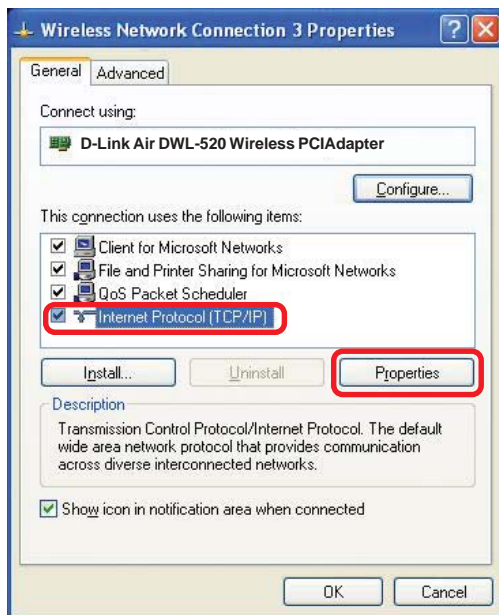 Wireless Network Connection 3 Properties
General Advanced
Connect using:
D-Link Air DWL-520 Wireless PCIAdapter
Configure...
This connection uses the following items:
Client for Microsoft Networks
File and Printer Sharing for Microsoft Networks
QoS Packet Scheduler
Internet Protocol (TCP/IP)
Install... Uninstall Properties
Description
Transmission Control Protocol/Internet Protocol. The default
wide area network protocol that provides communication
across diverse interconnected networks.
Show icon in notification area when connected
OK Cancel